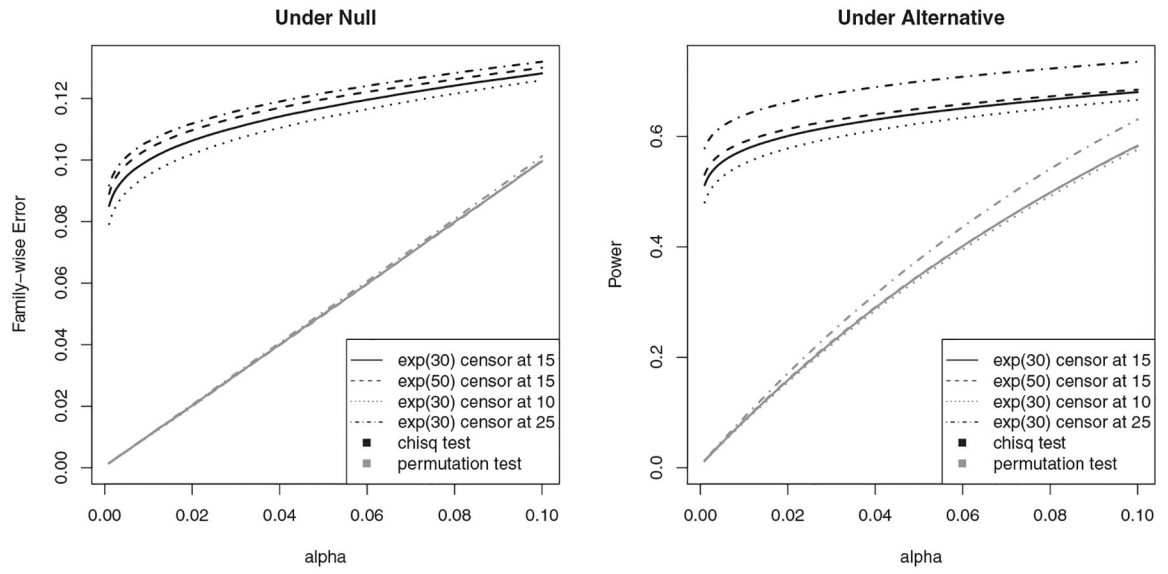 Under Null
Family-wise Error
0.12
0.10
0.08
0.06
0.04
0.02
0.00
exp(30) censor at 15
exp(50) censor at 15
exp(30) censor at 10
exp(30) censor at 25
chisq test
permutation test
0.00 0.02 0.04 0.06 0.08 0.10
alpha
Under Alternative
Power
0.6
0.4
0.2
0.0
exp(30) censor at 15
exp(50) censor at 15
exp(30) censor at 10
exp(30) censor at 25
chisq test
permutation test
0.00 0.02 0.04 0.06 0.08 0.10
alpha